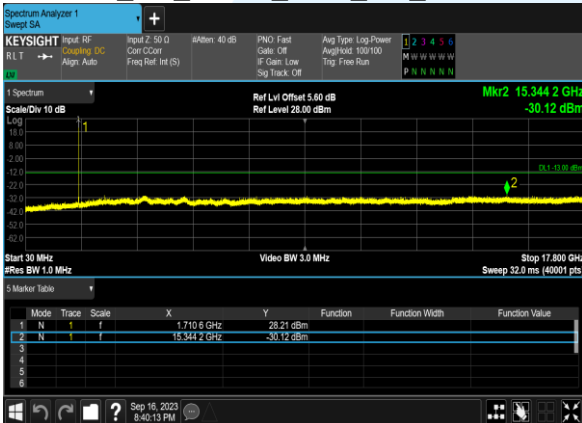 Spectrum Analyzer 1
Swept SA
+
KEYSIGHT Input: RF Input Z: 50 Ω #Atten: 40 dB PNO: Fast Avg Type: Log-Power 1 2 3 4 5 6
RLT Coupling: DC Corr CCorr Gate: Off Avg|Hold: 100/100 M W W W W W
Align: Auto Freq Ref: Int (S) IF Gain: Low Trig: Free Run
LW Sig Track: Off P N N N N N
1 Spectrum Ref Lvl Offset 5.60 dB Mkr2 15.344 2 GHz
Scale/Div 10 dB Ref Level 28.00 dBm -30.12 dBm
Log
1
18.0
8.00
-2.00
DL1 -13.00 dBm
-12.0
-22.0
2
-32.0
-42.0
-52.0
-62.0
Start 30 MHz Video BW 3.0 MHz Stop 17.800 GHz
#Res BW 1.0 MHz Sweep 32.0 ms (40001 pts)
5 Marker Table
Mode Trace Scale X Y Function Function Width Function Value
1 N 1 f 1.710 6 GHz 28.21 dBm
2 N 1 f 15.344 2 GHz -30.12 dBm
3
4
5
6
? Sep 16, 2023
8:40:13 PM